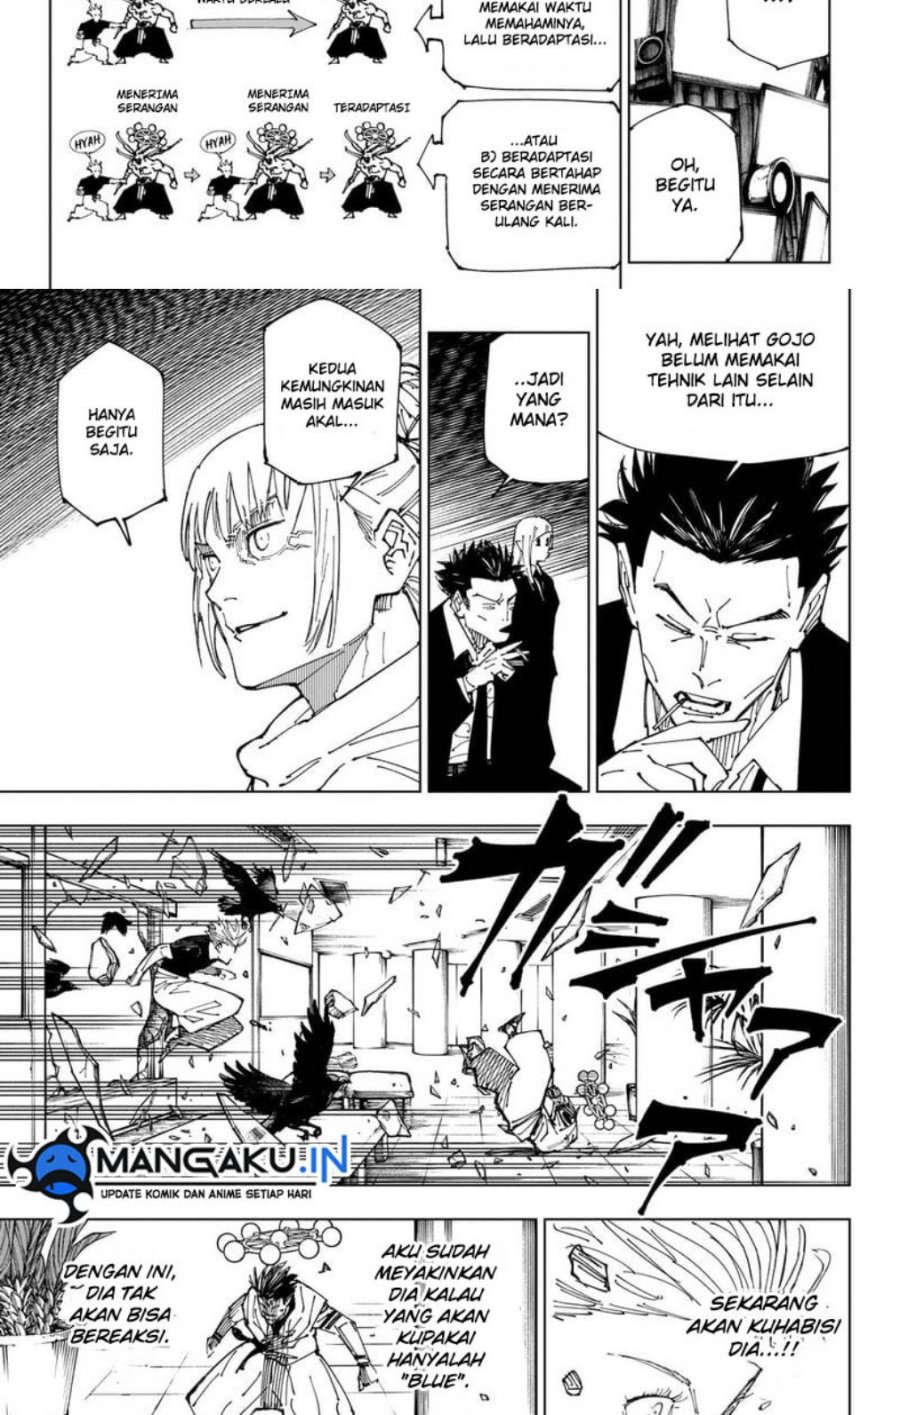 MEMAKAI WAKTU
MEMAHAMINYA,
LALU BERADAPTASI...
MENERIMA
SERANGAN
MENERIMA
SERANGAN
TERADAPTASI
HYAH
HYAH
...ATAU
B) BERADAPTASI
SECARA BERTAHAP
DENGAN MENERIMA
SERANGAN BER-
ULANG KALI.
OH,
BEGITU
YA.
YAH, MELIHAT GOJO
BELUM MEMAKAI
TEHNIK LAIN SELAIN
DARI ITU...
..JADI
YANG
MANA?
KEDUA
KEMUNGKINAN
MASIH MASUK
AKAL...
HANYA
BEGITU
SAJA.
ガシャァァ
MANGAKU.IN
UPDATE KOMIK DAN ANIME SETIAP HARI
SEKARANG
AKAN KUHABISI
DIA...!!
AKU SUDAH
MEYAKINKAN
DIA KALAU
YANG AKAN
KUPAKAI
HANYALAH
"BLUE".
DENGAN INI,
DIA TAK
AKAN BISA
BEREAKSI.